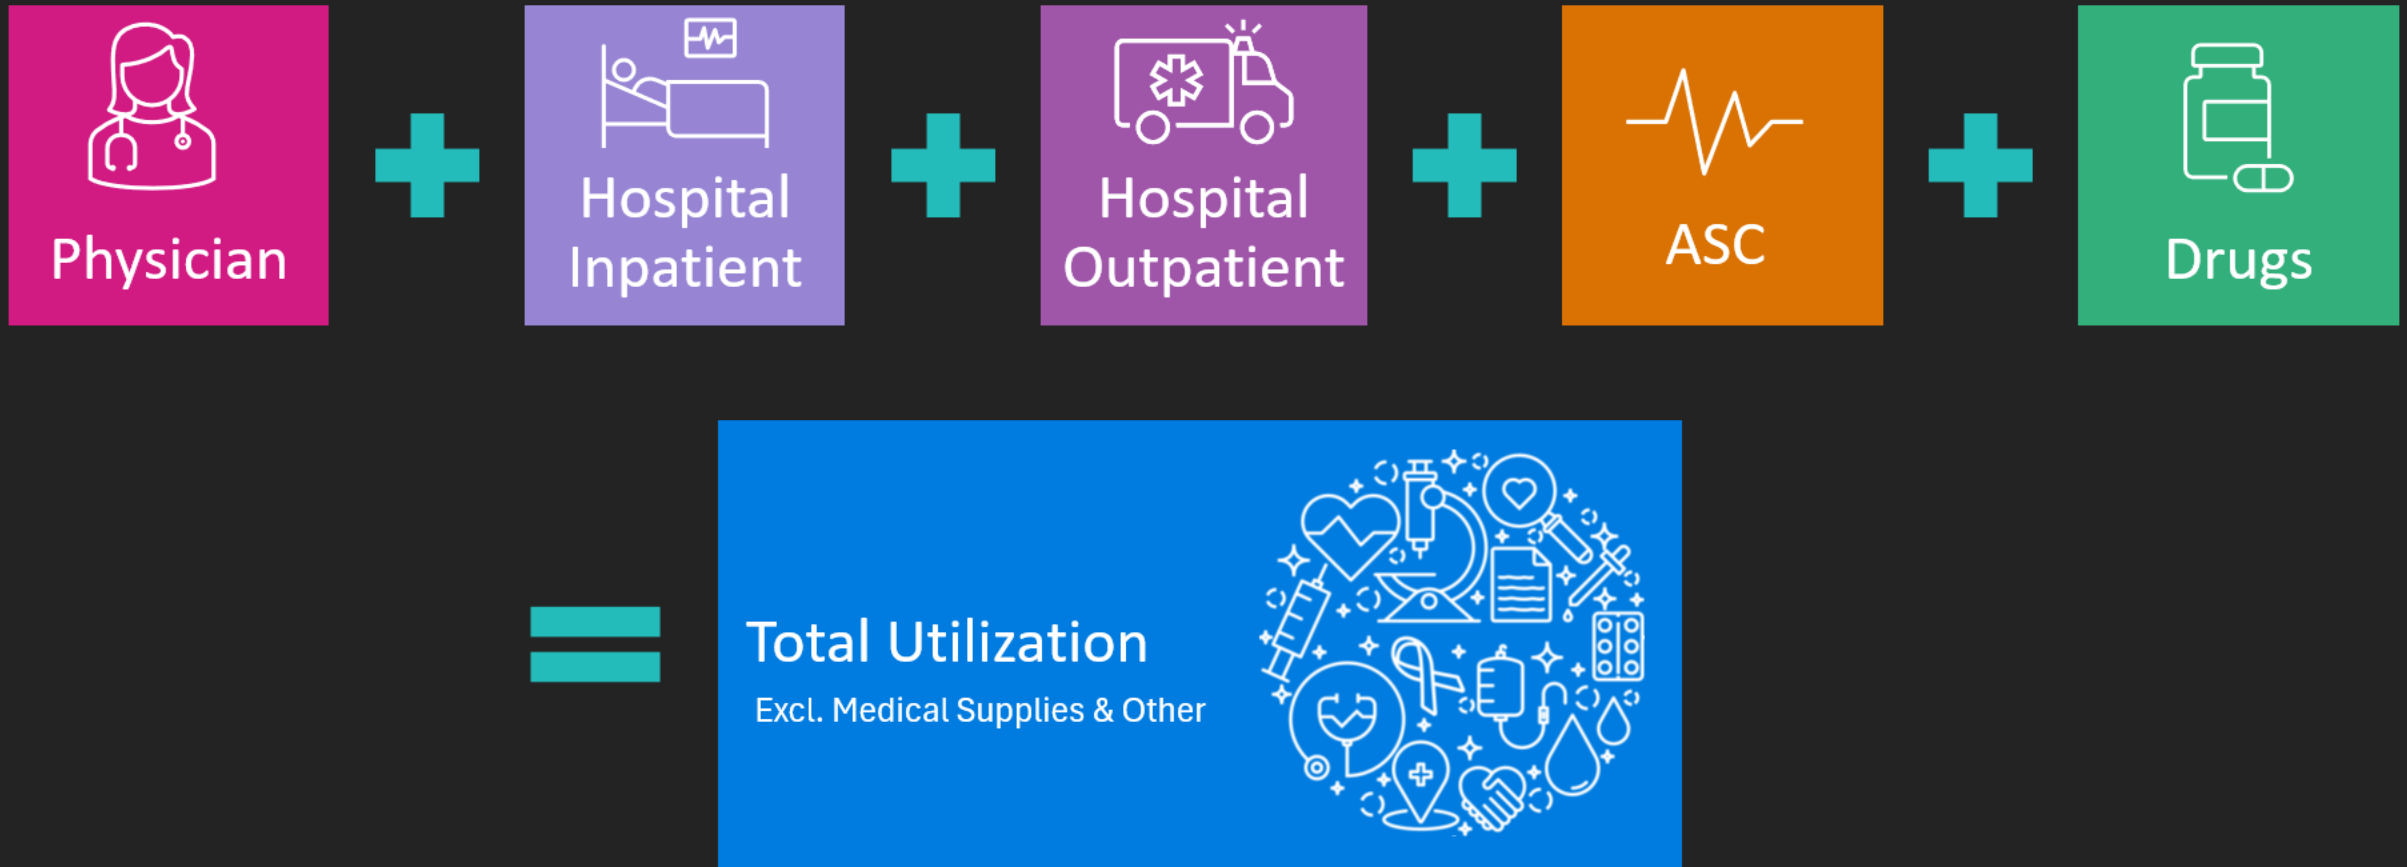 Physician
Hospital
Inpatient
Hospital
Outpatient
ASC
Drugs
Total Utilization
Excl. Medical Supplies & Other